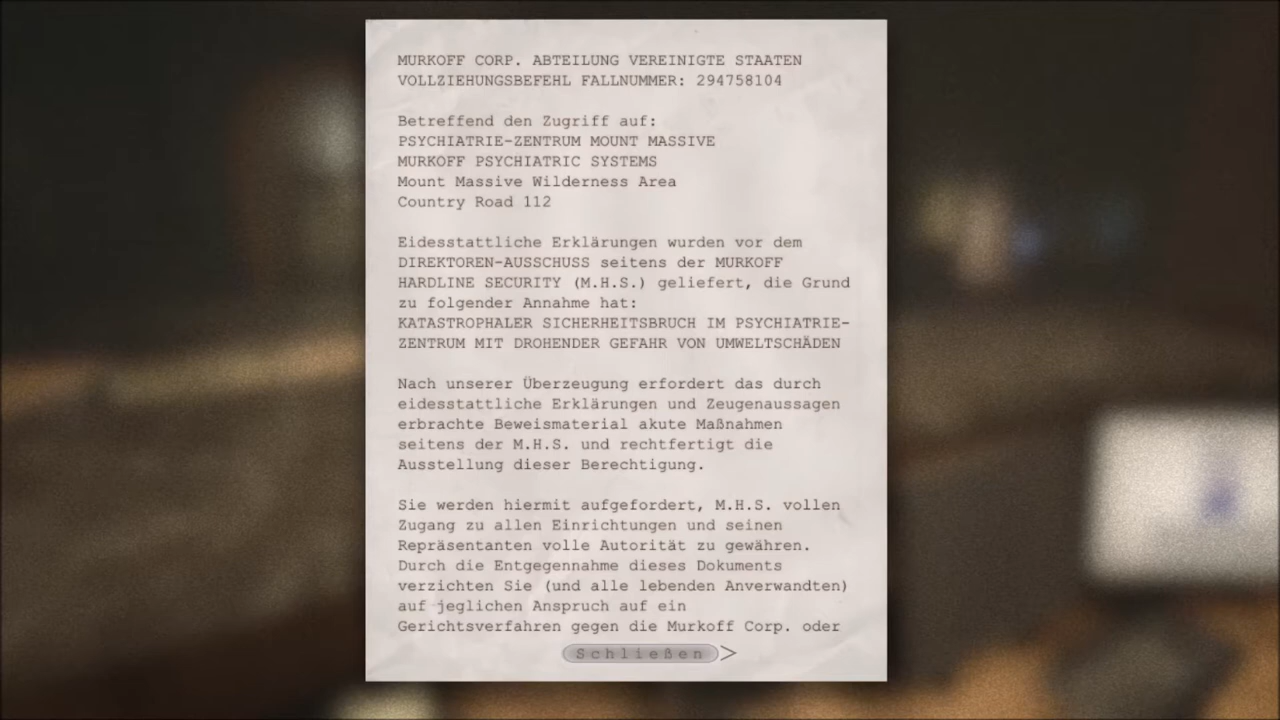 MURKOFF CORP. ABTEILUNG VEREINIGTE STAATEN
VOLLZIEHUNGSBEFEHL FALLNUMMER: 294758104
Betreffend den Zugriff auf:
PSYCHIATRIE-ZENTRUM MOUNT MASSIVE
MURKOFF PSYCHIATRIC SYSTEMS
Mount Massive Wilderness Area
Country Road 112
Eidesstattliche Erklärungen wurden vor dem
DIREKTOREN-AUSSCHUSS seitens der MURKOFF
HARDLINE SECURITY (M.H.S.) geliefert, die Grund
zu folgender Annahme hat:
KATASTROPHALER SICHERHEITSBRUCH IM PSYCHIATRIE-
ZENTRUM MIT DROHENDER GEFAHR VON UMWELTSCHÄDEN
Nach unserer Überzeugung erfordert das durch
eidesstattliche Erklärungen und Zeugenaussagen
erbrachte Beweismaterial akute Maßnahmen
seitens der M.H.S. und rechtfertigt die
Ausstellung dieser Berechtigung.
Sie werden hiermit aufgefordert, M.H.S. vollen
Zugang zu allen Einrichtungen und seinen
Repräsentanten volle Autorität zu gewähren.
Durch die Entgegennahme dieses Dokuments
verzichten Sie (und alle lebenden Anverwandten)
auf jeglichen Anspruch auf ein
Gerichtsverfahren gegen die Murkoff Corp. oder
Schließen >